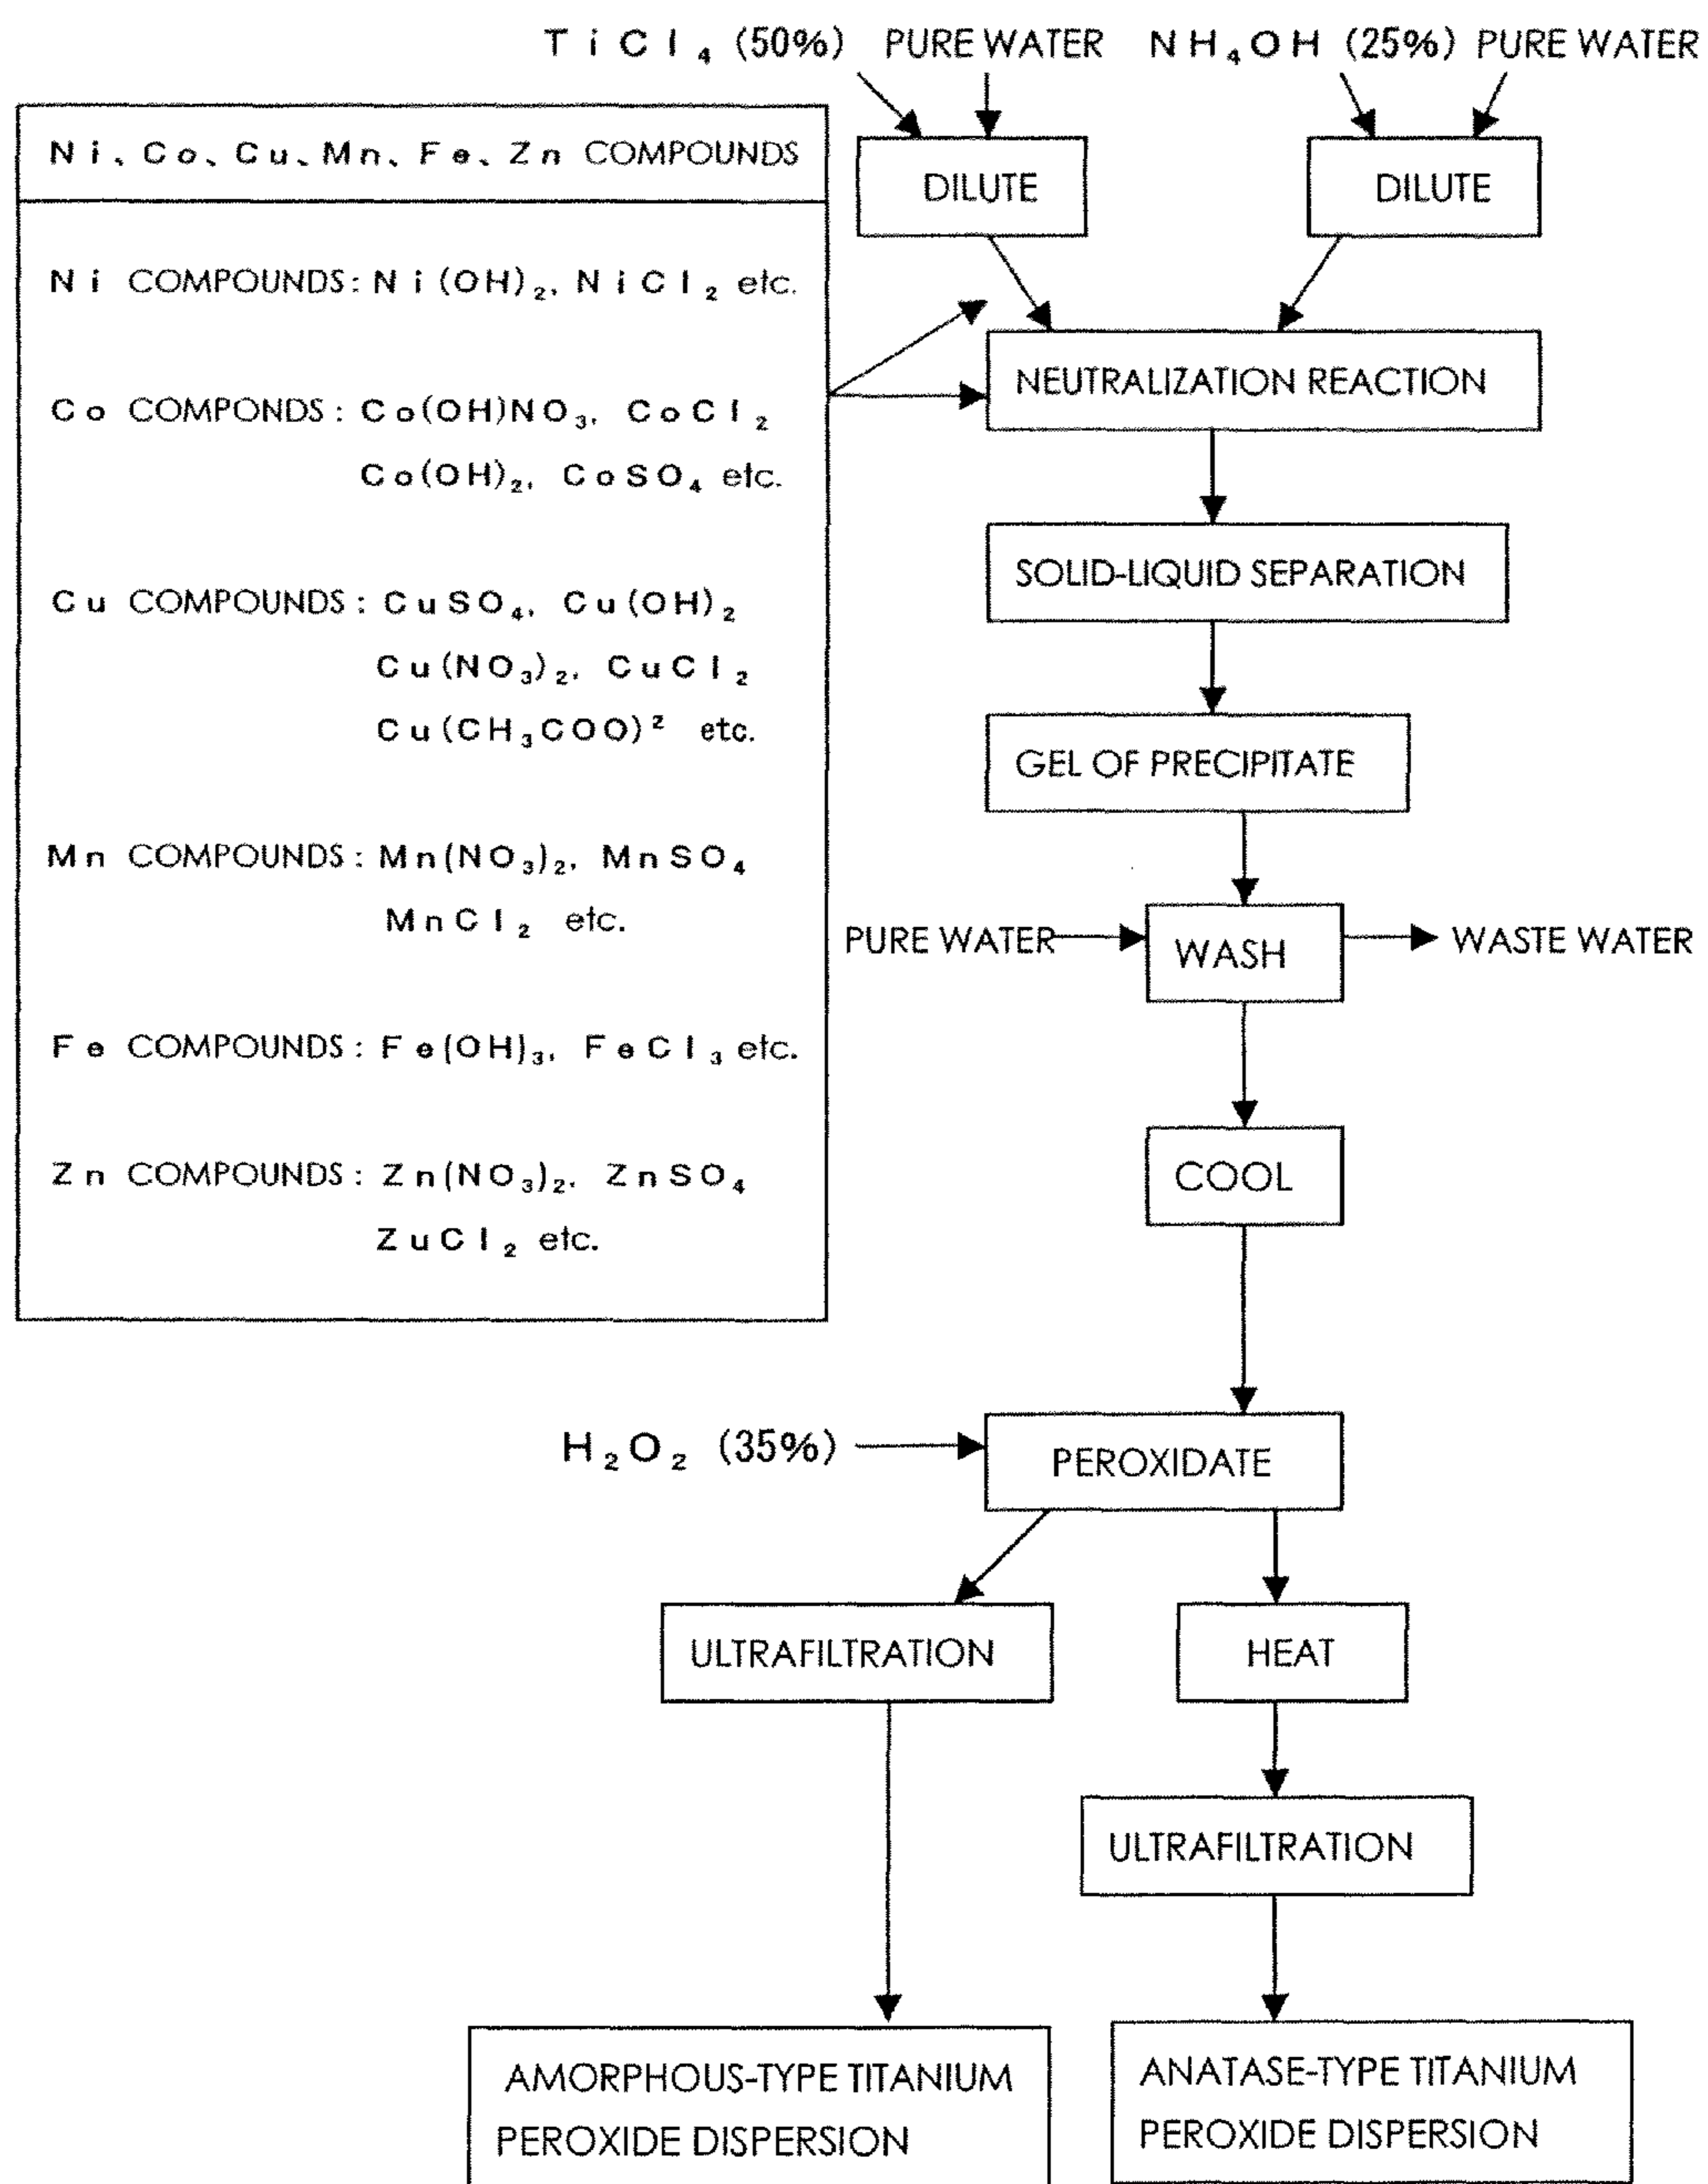 TiCl₄ (50%) PURE WATER NH₄OH (25%) PURE WATER
Ni、Co、Cu、Mn、Fe、Zn COMPOUNDS
Ni COMPOUNDS: Ni(OH)₂, NiCl₂ etc.
Co COMPONDS: Co(OH)NO₃, CoCl₂
Co(OH)₂, CoSO₄ etc.
Cu COMPOUNDS: CuSO₄, Cu(OH)₂
Cu(NO₃)₂, CuCl₂
Cu(CH₃COO)² etc.
Mn COMPOUNDS: Mn(NO₃)₂, MnSO₄
MnCl₂ etc.
Fe COMPOUNDS: Fe(OH)₃, FeCl₃ etc.
Zn COMPOUNDS: Zn(NO₃)₂, ZnSO₄
ZuCl₂ etc.
DILUTE
DILUTE
NEUTRALIZATION REACTION
SOLID-LIQUID SEPARATION
GEL OF PRECIPITATE
PURE WATER
WASH
WASTE WATER
COOL
H₂O₂ (35%)
PEROXIDATE
ULTRAFILTRATION
HEAT
ULTRAFILTRATION
AMORPHOUS-TYPE TITANIUM
PEROXIDE DISPERSION
ANATASE-TYPE TITANIUM
PEROXIDE DISPERSION